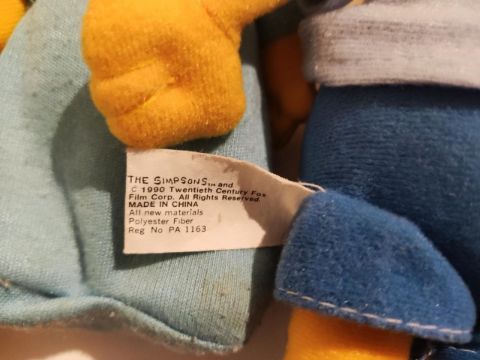 THE SIMPSONS TM and
© 1990 Twentieth Century Fox
Film Corp. All Rights Reserved.
MADE IN CHINA
All new materials
Polyester Fiber
Reg No PA 1163